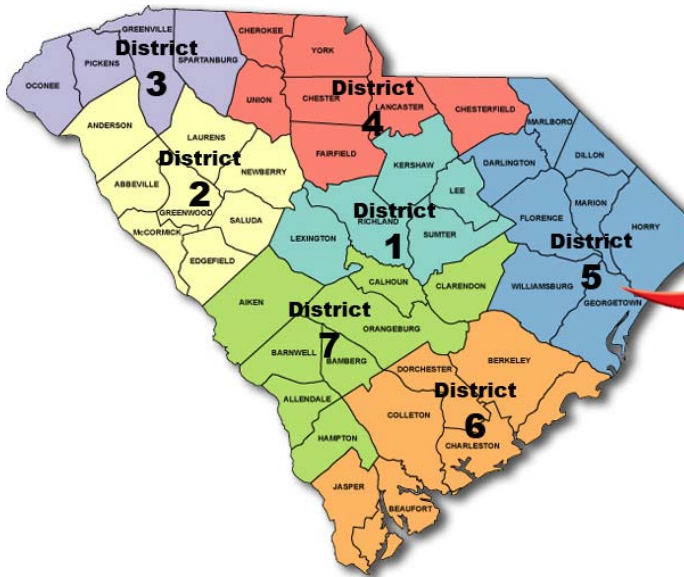 GREENVILLE
CHEROKEE
YORK
OCONEE
PICKENS
District
3
SPARTANBURG
UNION
CHESTER
District
4
LANCASTER
CHESTERFIELD
MARLBORO
ANDERSON
LAURENS
FAIRFIELD
KERSHAW
DARLINGTON
DILLON
ABBEVILLE
District
2
NEWBERRY
LEE
MARION
GREENWOOD
SALUDA
RICHLAND
District
1
FLORENCE
HORRY
McCORMICK
EDGEFIELD
LEXINGTON
SUMTER
District
5
AIKEN
CALHOUN
CLARENDON
WILLIAMSBURG
GEORGETOWN
District
7
ORANGEBURG
BARNWELL
BAMBERG
DORCHESTER
BERKELEY
ALLENDALE
COLLETON
District
6
HAMPTON
CHARLESTON
JASPER
BEAUFORT